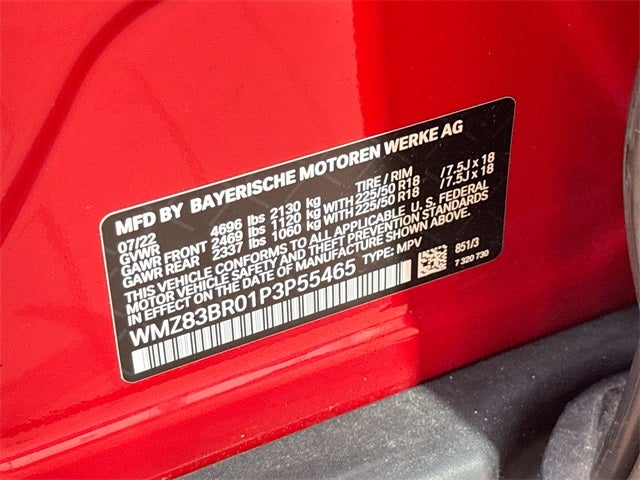 MFD BY BAYERISCHE MOTOREN WERKE AG
07/22 TIRE / RIM
GVWR 4696 lbs 2130 kg
GAWR FRONT 2469 lbs 1120 kg WITH 225/50 R18 /7.5J x 18
GAWR REAR 2337 lbs 1060 kg WITH 225/50 R18 /7.5J x 18
THIS VEHICLE CONFORMS TO ALL APPLICABLE U. S. FEDERAL
MOTOR VEHICLE SAFETY AND THEFT PREVENTION STANDARDS
IN EFFECT ON THE DATE OF MANUFACTURE SHOWN ABOVE.
WMZ83BR01P3P55465 TYPE: MPV
851/3
7 320 730